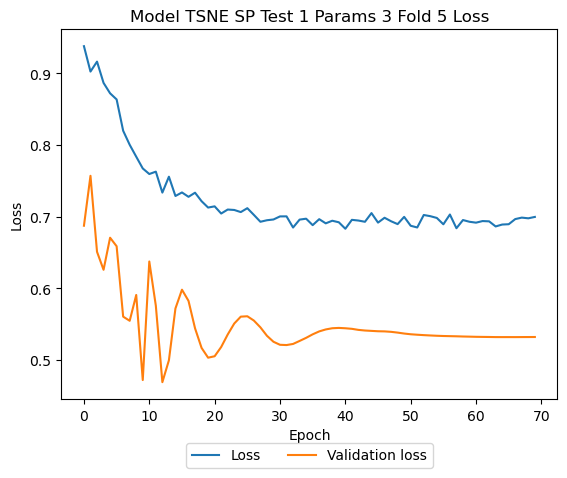 Model TSNE SP Test 1 Params 3 Fold 5 Loss
0.9
0.8
0.7
0.6
0.5
Loss
0 10 20 30 40 50 60 70
Epoch
Loss Validation loss